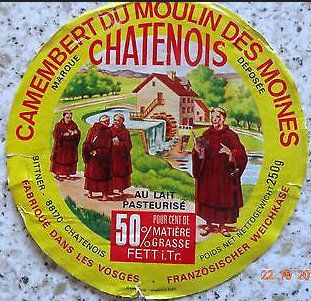 CAMEMBERT DU MOULIN DES MOINES
MARQUE
CHATENOIS
DÉPOSÉE
AU LAIT
PASTEURISÉ
50%
POUR CENT DE
MATIÈRE
GRASSE
FETT i.Tr.
BITTNER - 88170 CHATENOIS
POIDS NET NETTOGEWICHT: 250g
FABRIQUÉ DANS LES VOSGES • FRANZÖSISCHER WEICHKÄSE
22 10 20